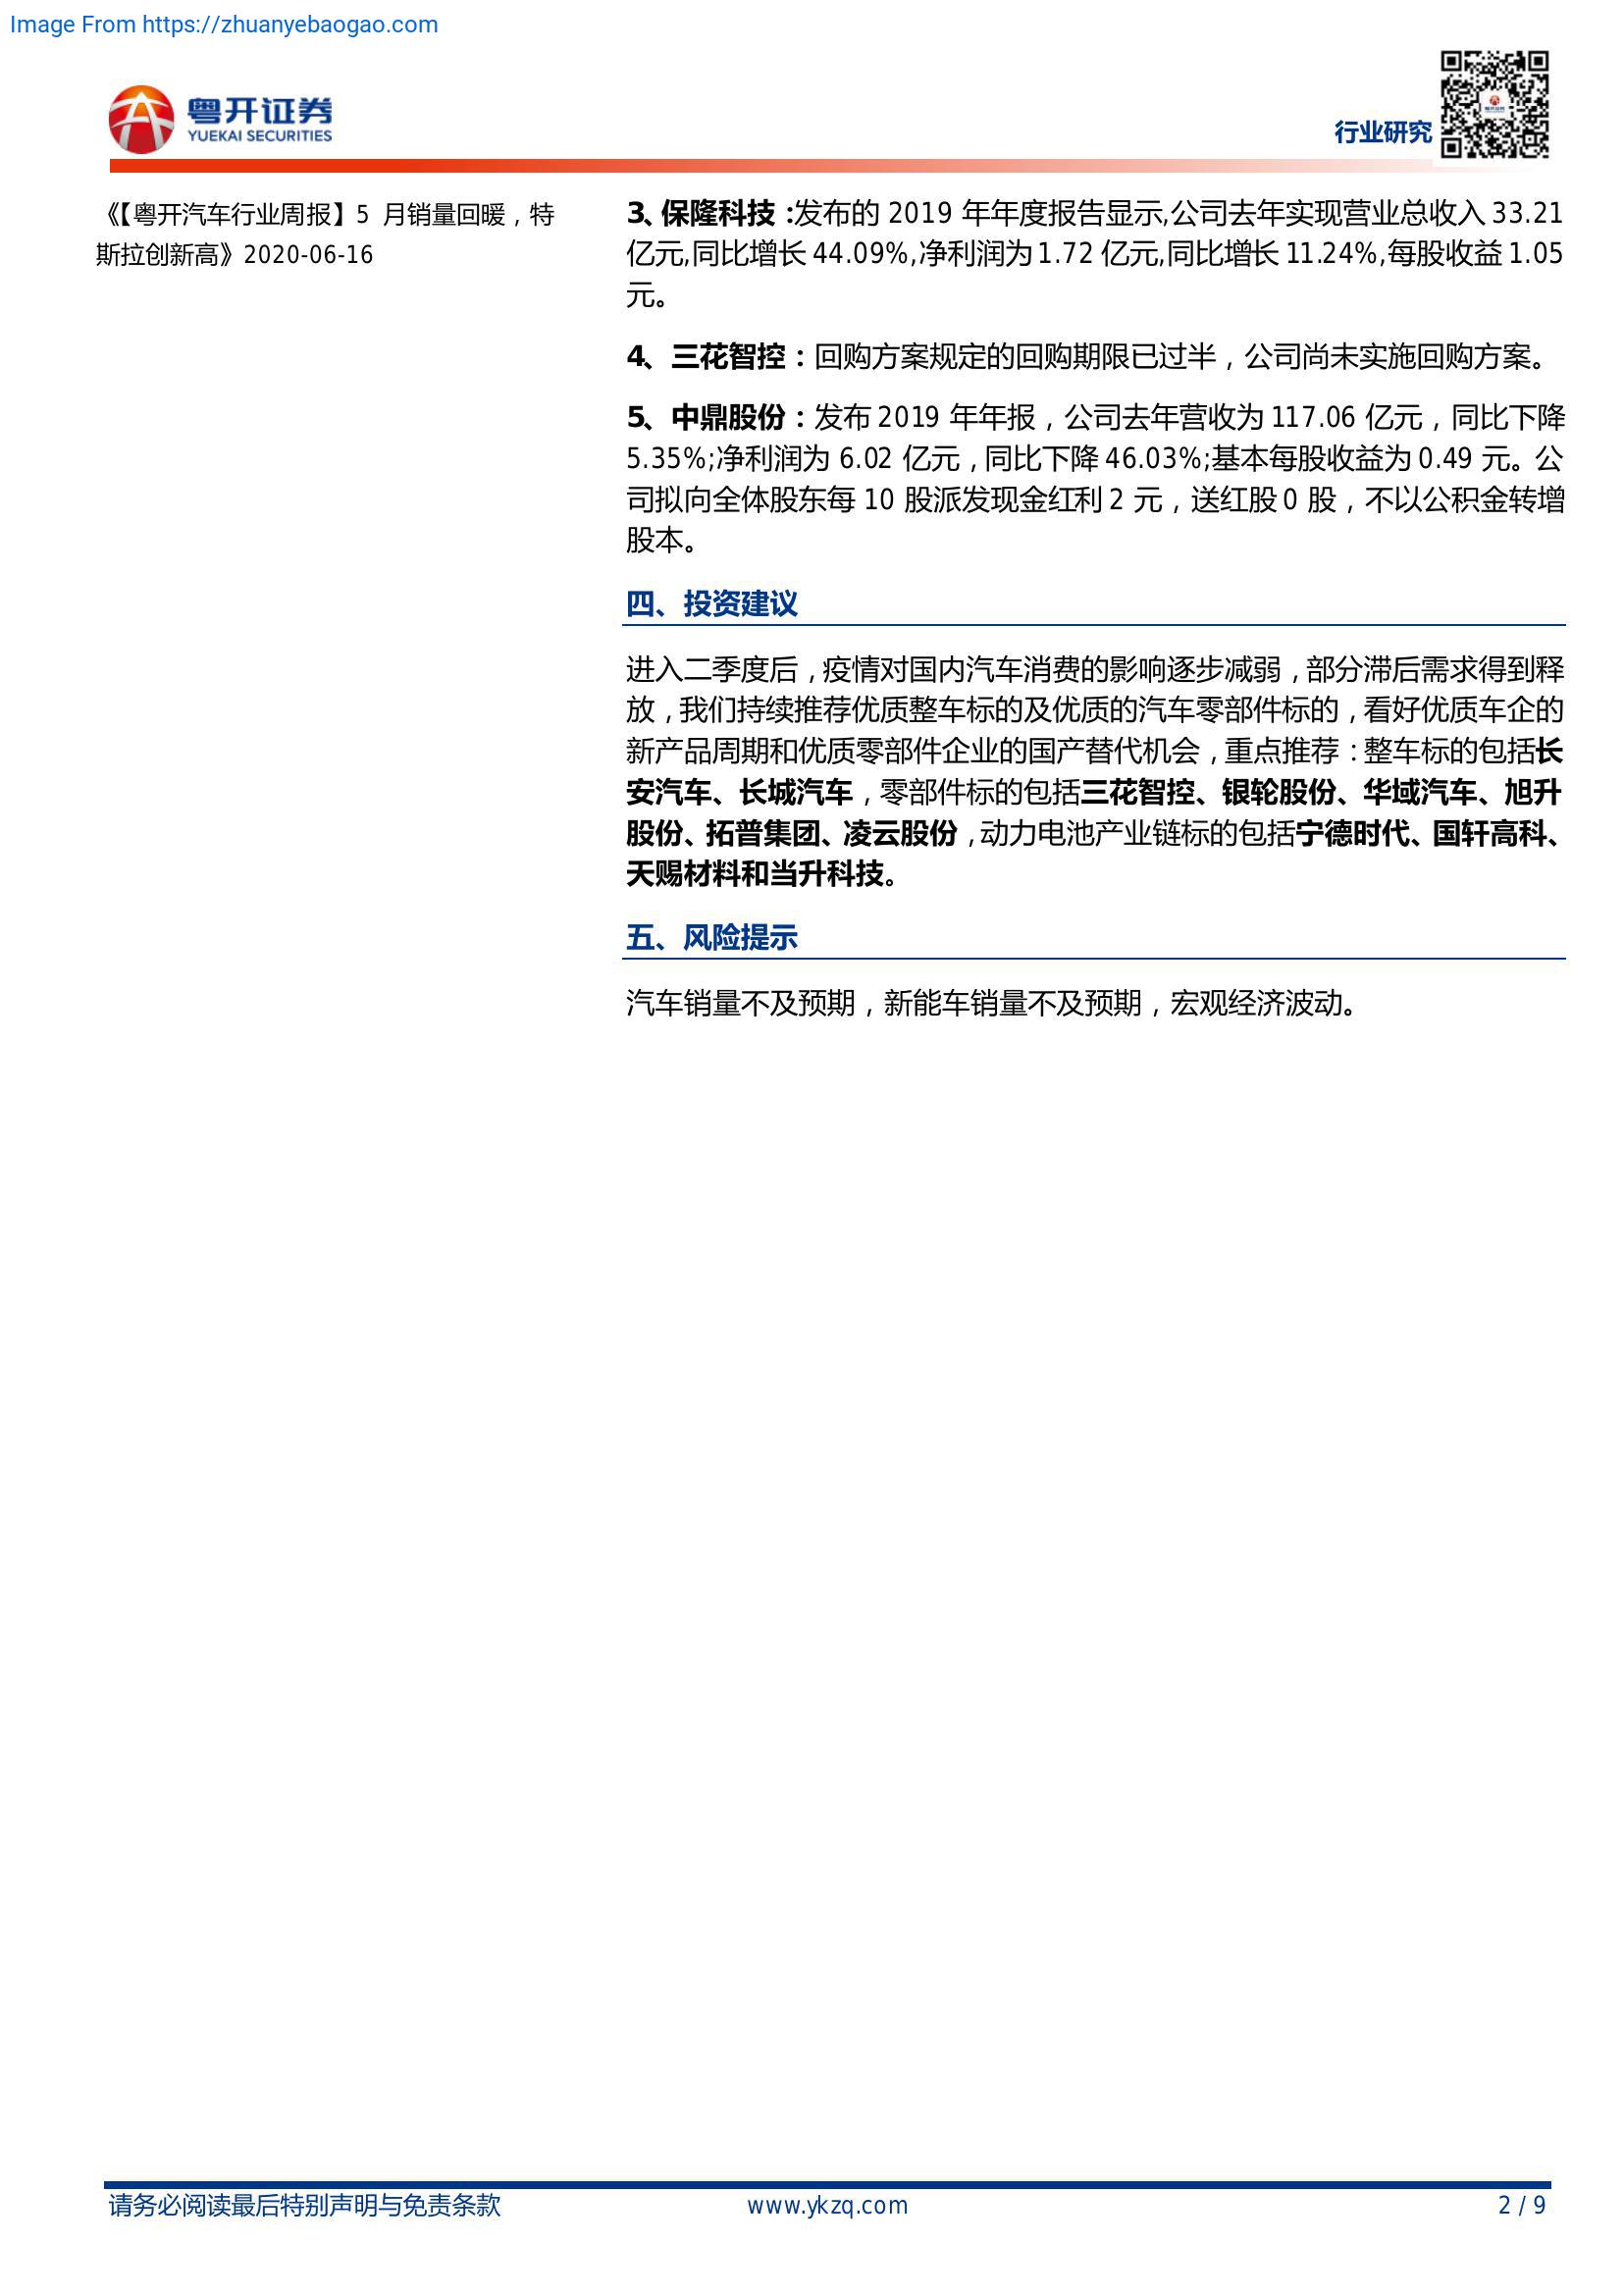 Image From https://zhuanyebaogao.com
粤开证券
YUEKAI SECURITIES
行业研究
《【粤开汽车行业周报】5 月销量回暖，特
斯拉创新高》2020-06-16
3、保隆科技：发布的 2019 年年度报告显示,公司去年实现营业总收入 33.21
亿元,同比增长 44.09%,净利润为 1.72 亿元,同比增长 11.24%,每股收益 1.05
元。
4、三花智控：回购方案规定的回购期限已过半，公司尚未实施回购方案。
5、中鼎股份：发布 2019 年年报，公司去年营收为 117.06 亿元，同比下降
5.35%;净利润为 6.02 亿元，同比下降 46.03%;基本每股收益为 0.49 元。公
司拟向全体股东每 10 股派发现金红利 2 元，送红股 0 股，不以公积金转增
股本。
四、投资建议
进入二季度后，疫情对国内汽车消费的影响逐步减弱，部分滞后需求得到释
放，我们持续推荐优质整车标的及优质的汽车零部件标的，看好优质车企的
新产品周期和优质零部件企业的国产替代机会，重点推荐：整车标的包括长
安汽车、长城汽车，零部件标的包括三花智控、银轮股份、华域汽车、旭升
股份、拓普集团、凌云股份，动力电池产业链标的包括宁德时代、国轩高科、
天赐材料和当升科技。
五、风险提示
汽车销量不及预期，新能车销量不及预期，宏观经济波动。
请务必阅读最后特别声明与免责条款
www.ykzq.com
2 / 9